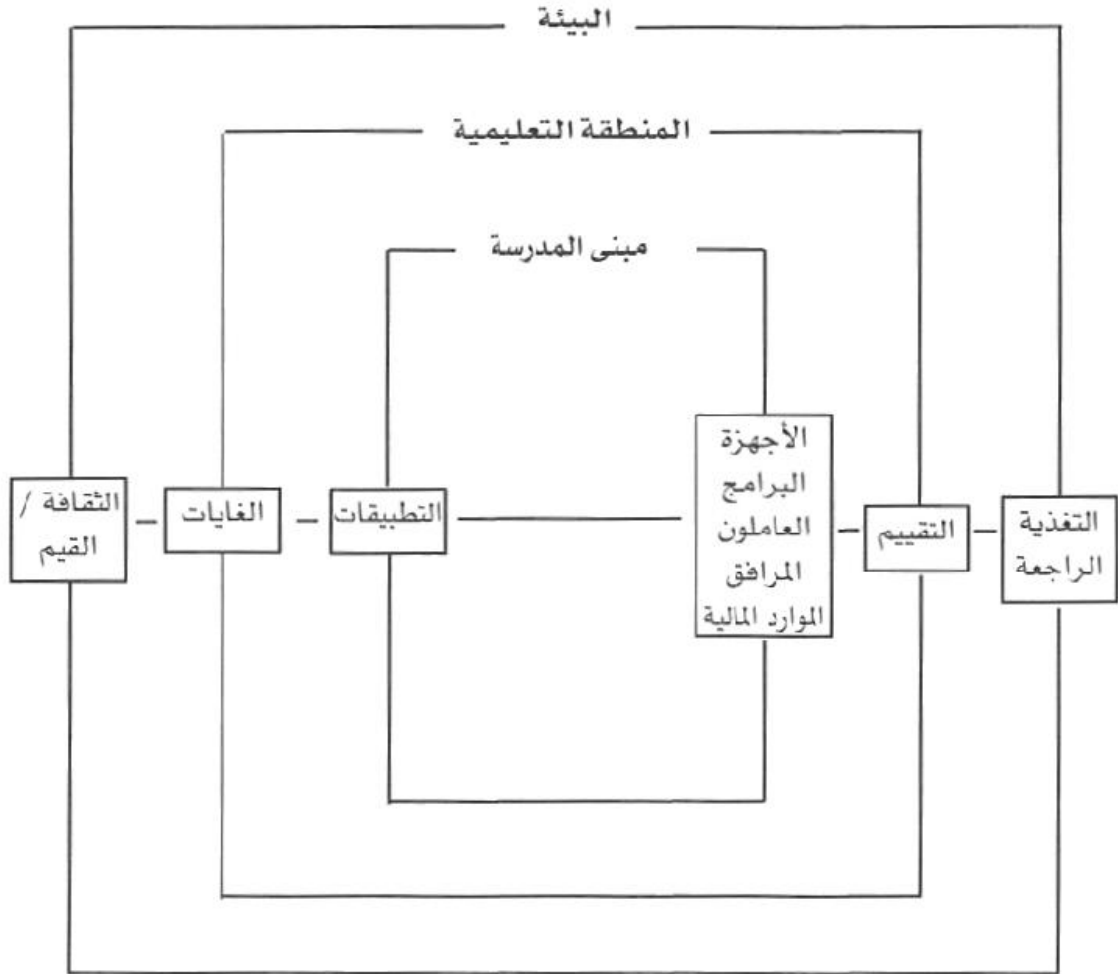 البيئة
المنطقة التعليمية
مبنى المدرسة
الأجهزة
البرامج
العاملون
المرافق
الموارد المالية
التغذية
الراجعة
التقييم
التطبيقات
الغايات
الثقافة /
القيم